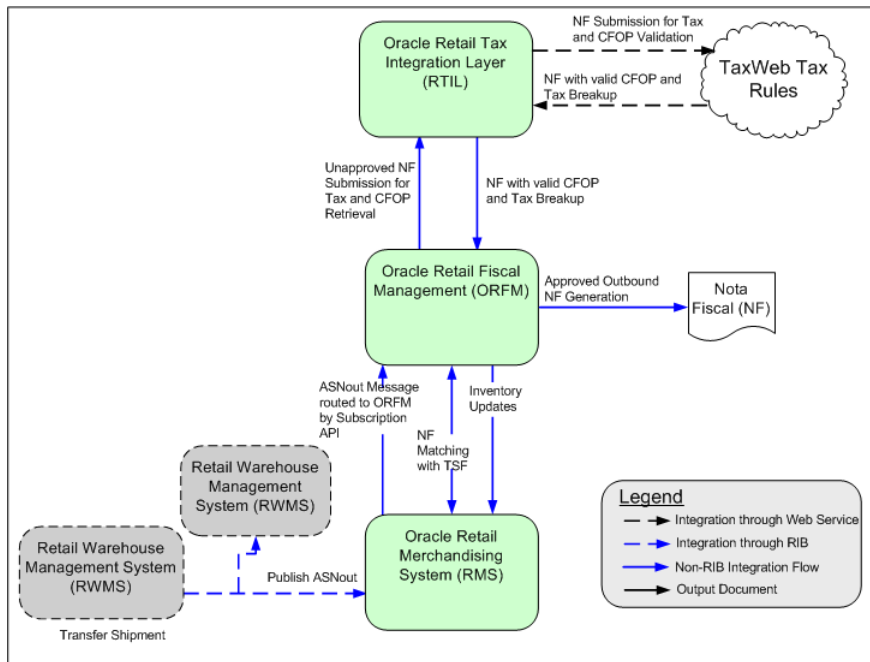 Oracle Retail Tax
Integration Layer
(RTIL)
NF Submission for Tax
and CFOP Validation
NF with valid CFOP and
Tax Breakup
TaxWeb Tax
Rules
Unapproved NF
Submission for
Tax and CFOP
Retrieval
NF with valid CFOP
and Tax Breakup
Oracle Retail Fiscal
Management (ORFM)
Approved Outbound
NF Generation
Nota
Fiscal (NF)
ASNout Message
routed to ORFM
by Subscription
API
NF
Matching
with TSF
Inventory
Updates
Retail Warehouse
Management
System (RWMS)
Retail Warehouse
Management System
(RWMS)
Publish ASNout
Transfer Shipment
Oracle Retail
Merchandising
System (RMS)
Legend
Integration through Web Service
Integration through RIB
Non-RIB Integration Flow
Output Document